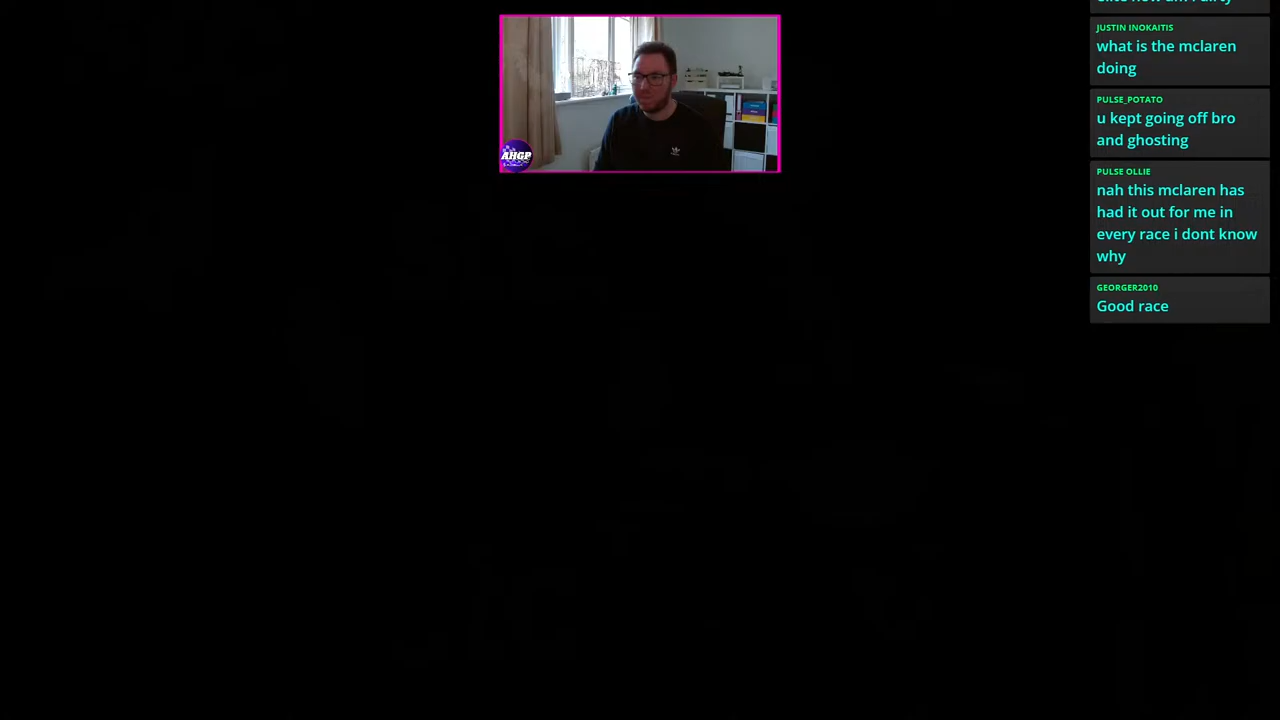 AHGP
JUSTIN INOKAITIS
what is the mclaren
doing
PULSE_POTATO
u kept going off bro
and ghosting
PULSE OLLIE
nah this mclaren has
had it out for me in
every race i dont know
why
GEORGER2010
Good race